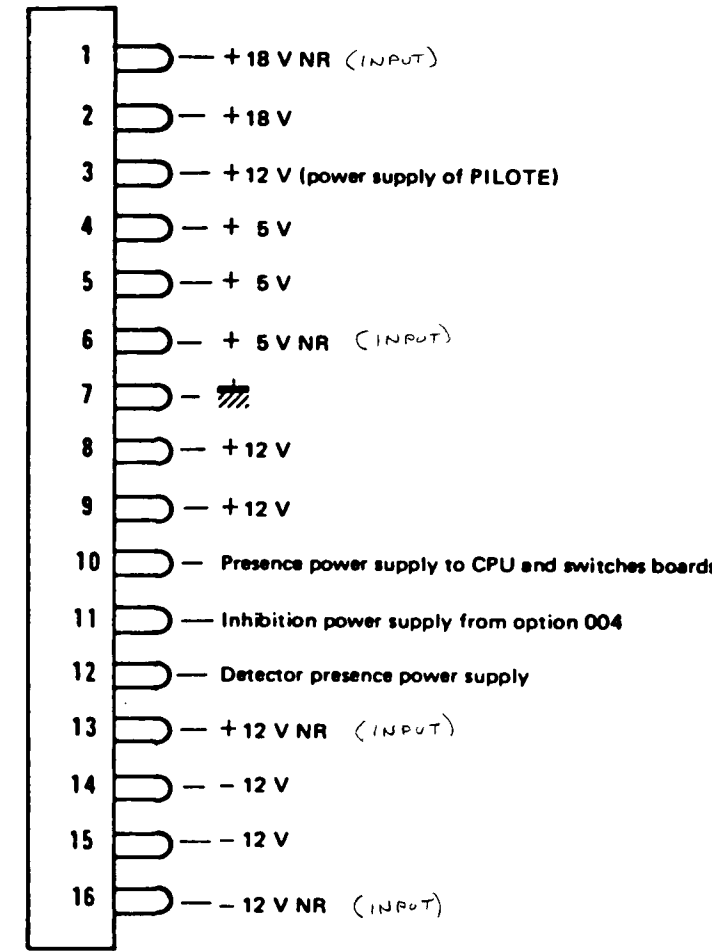 1 — + 18 V NR (INPUT)
2 — + 18 V
3 — + 12 V (power supply of PILOTE)
4 — + 5 V
5 — + 5 V
6 — + 5 V NR (INPUT)
7 –
8 — + 12 V
9 — + 12 V
10 — Presence power supply to CPU and switches boards
11 — Inhibition power supply from option 004
12 — Detector presence power supply
13 — + 12 V NR (INPUT)
14 — – 12 V
15 — – 12 V
16 — – 12 V NR (INPUT)